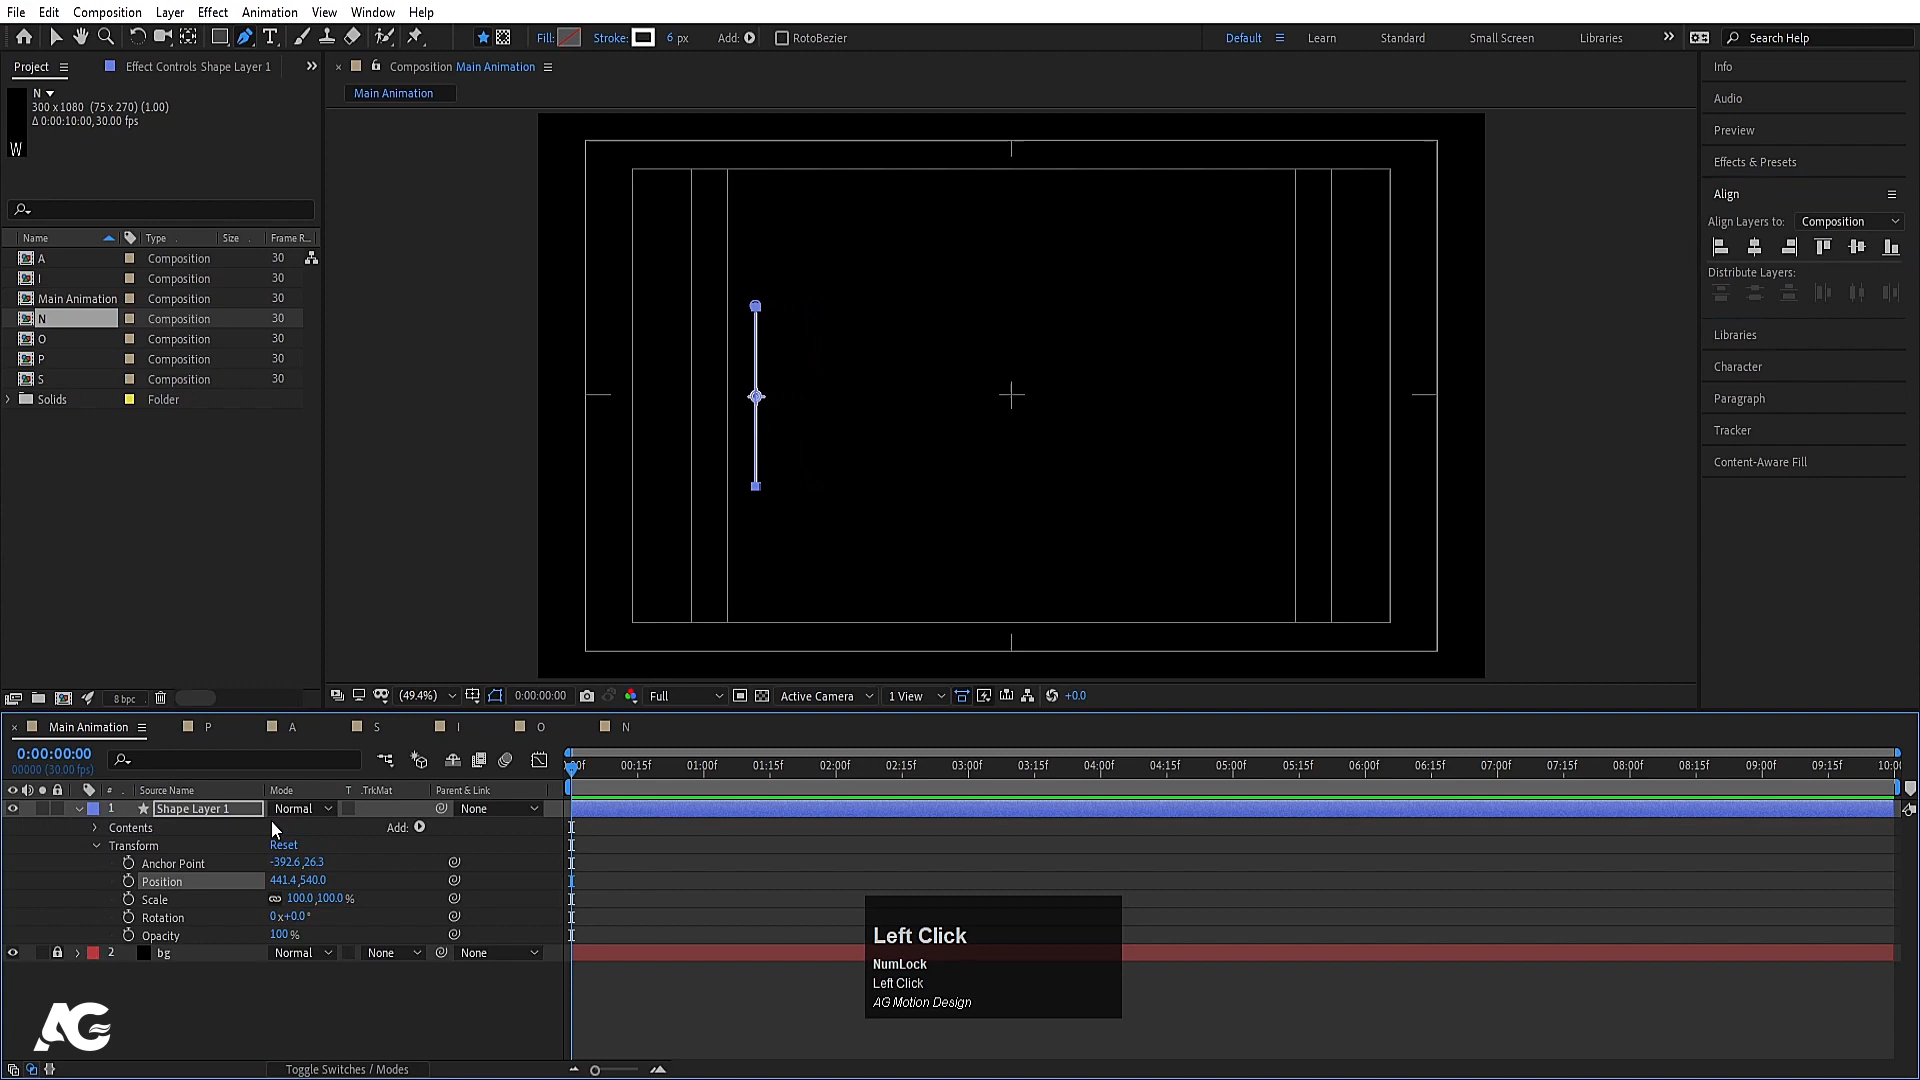 File Edit Composition Layer Effect Animation View Window Help
Fill: Stroke: 6 px Add: RotoBezier Default Learn Standard Small Screen Libraries Search Help
Project Effect Controls Shape Layer 1 Composition Main Animation Info
N
Main Animation
300 x 1080 (75 x 270) (1.00)
Δ 0:00:10:00, 30.00 fps
W
Audio
Preview
Effects & Presets
Align
Align Layers to: Composition
Distribute Layers:
Libraries
Character
Paragraph
Tracker
Content-Aware Fill
Name Type Size Frame R...
A Composition 30
I Composition 30
Main Animation Composition 30
N Composition 30
O Composition 30
P Composition 30
S Composition 30
Solids Folder
8 bpc (49.4%) 0:00:00:00 Full Active Camera 1 View +0.0
Main Animation P A S I O N
0:00:00:00
00000 (30.00 fps)
:00f 00:15f 01:00f 01:15f 02:00f 02:15f 03:00f 03:15f 04:00f 04:15f 05:00f 05:15f 06:00f 06:15f 07:00f 07:15f 08:00f 08:15f 09:00f 09:15f 10:0
# Source Name Mode T .TrkMat Parent & Link
1 Shape Layer 1 Normal None
Contents Add:
Transform Reset
Anchor Point -392.6,26.3
Position 441.4,540.0
Scale 100.0,100.0 %
Rotation 0x+0.0°
Opacity 100 %
2 bg Normal None None
Left Click
NumLock
Left Click
AG Motion Design
AG
Toggle Switches / Modes